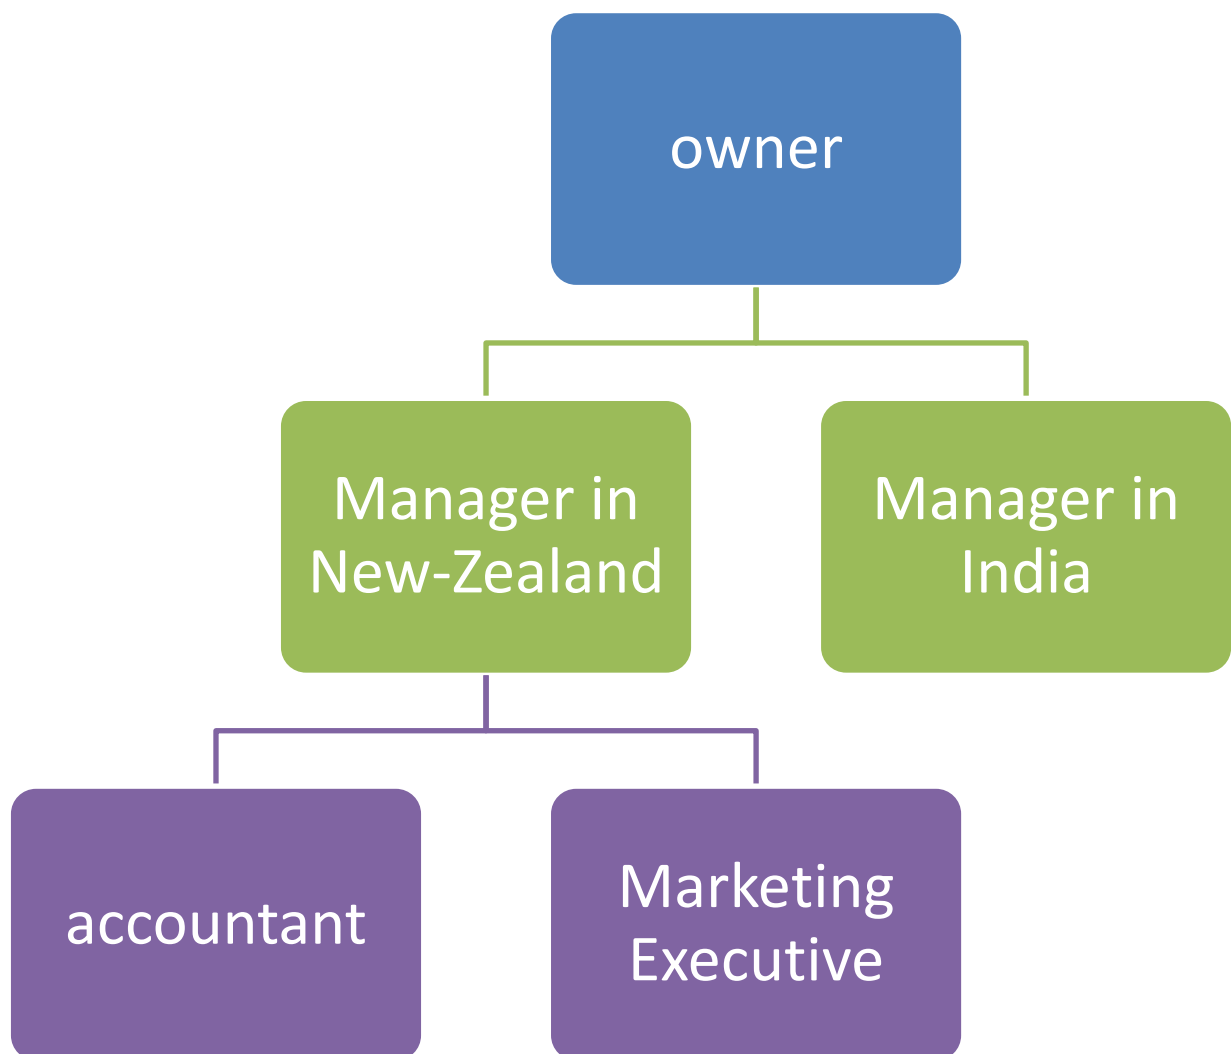 owner
Manager in
New-Zealand
Manager in
India
accountant
Marketing
Executive